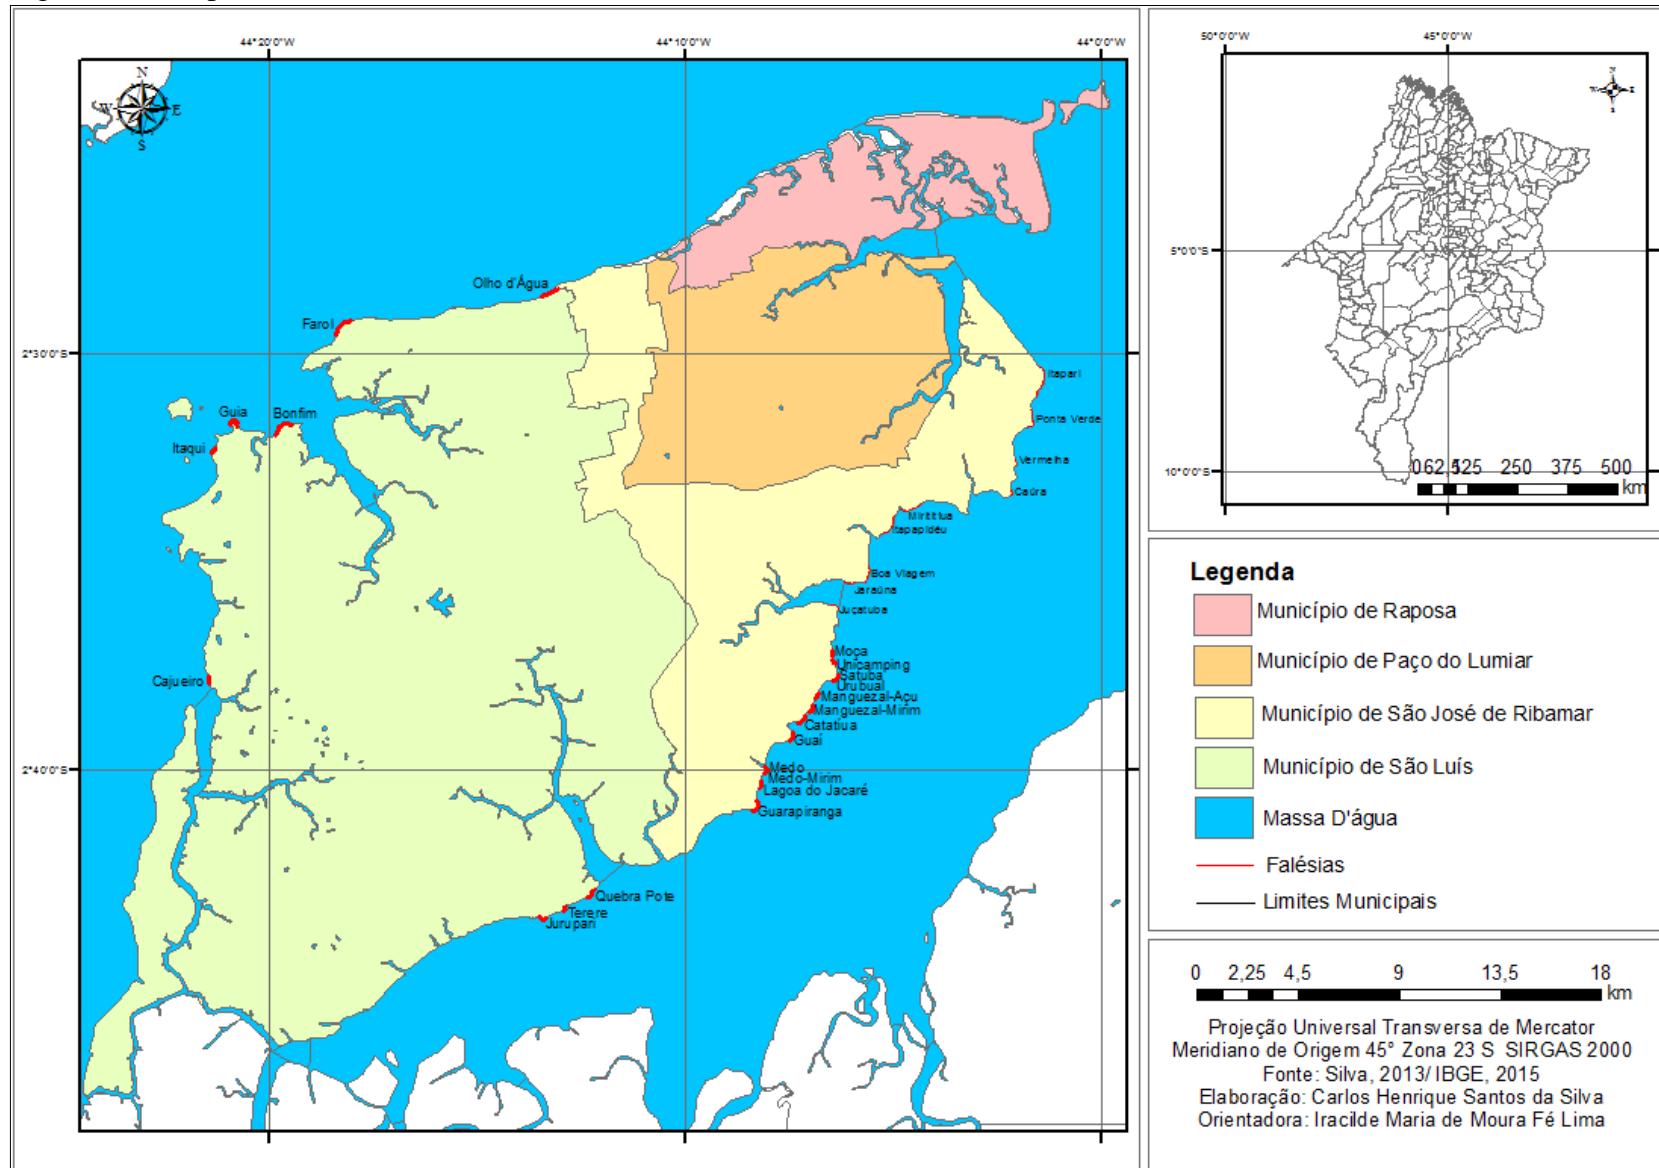 44°20'0"W
44°10'0"W
44°0'0"W
50°0'0"W
45°0'0"W
N
W
E
S
Olho d'Água
Farol
2°30'0"S
Itapari
Guia
Bonfim
Ponta Verde
Itaqui
Vermelha
Caúra
Miritiua
Itapapidéu
Boa Viagem
Jaraúna
Juçatuba
Moça
Unicamping
Satuba
Cajueiro
Urubual
Manguezal-Açu
Manguezal-Mirim
Catatiua
Guaí
2°40'0"S
Medo
Medo-Mirim
Lagoa do Jacaré
Guarapiranga
Quebra Pote
Terere
Jurupari
5°0'0"S
10°0'0"S
0 62,5 125 250 375 500
km
Legenda
Município de Raposa
Município de Paço do Lumiar
Município de São José de Ribamar
Município de São Luís
Massa D'água
Falésias
Limites Municipais
0 2,25 4,5 9 13,5 18
km
Projeção Universal Transversa de Mercator
Meridiano de Origem 45° Zona 23 S SIRGAS 2000
Fonte: Silva, 2013/ IBGE, 2015
Elaboração: Carlos Henrique Santos da Silva
Orientadora: Iracilde Maria de Moura Fé Lima